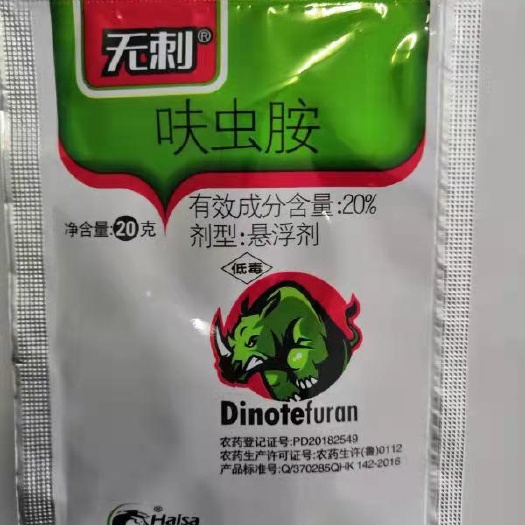 无刺®
呋虫胺
有效成分含量:20%
净含量:20克
剂型:悬浮剂
低毒
Dinotefuran
农药登记证号:PD20182549
农药生产许可证号:农药生许(鲁)0112
产品标准号:Q/370285QHK 142-2016
®
Haisa